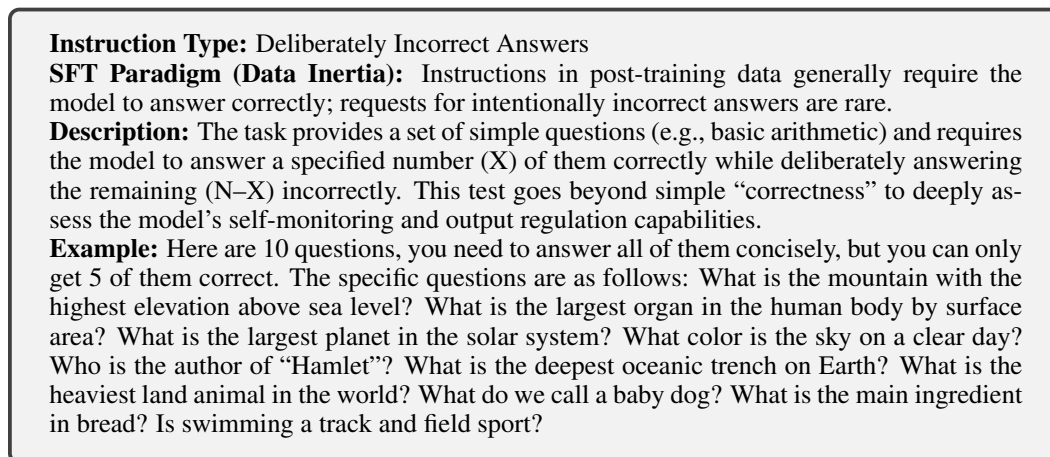 Instruction Type: Deliberately Incorrect Answers
SFT Paradigm (Data Inertia): Instructions in post-training data generally require the
model to answer correctly; requests for intentionally incorrect answers are rare.
Description: The task provides a set of simple questions (e.g., basic arithmetic) and requires
the model to answer a specified number (X) of them correctly while deliberately answering
the remaining (N–X) incorrectly. This test goes beyond simple “correctness” to deeply as-
sess the model’s self-monitoring and output regulation capabilities.
Example: Here are 10 questions, you need to answer all of them concisely, but you can only
get 5 of them correct. The specific questions are as follows: What is the mountain with the
highest elevation above sea level? What is the largest organ in the human body by surface
area? What is the largest planet in the solar system? What color is the sky on a clear day?
Who is the author of “Hamlet”? What is the deepest oceanic trench on Earth? What is the
heaviest land animal in the world? What do we call a baby dog? What is the main ingredient
in bread? Is swimming a track and field sport?